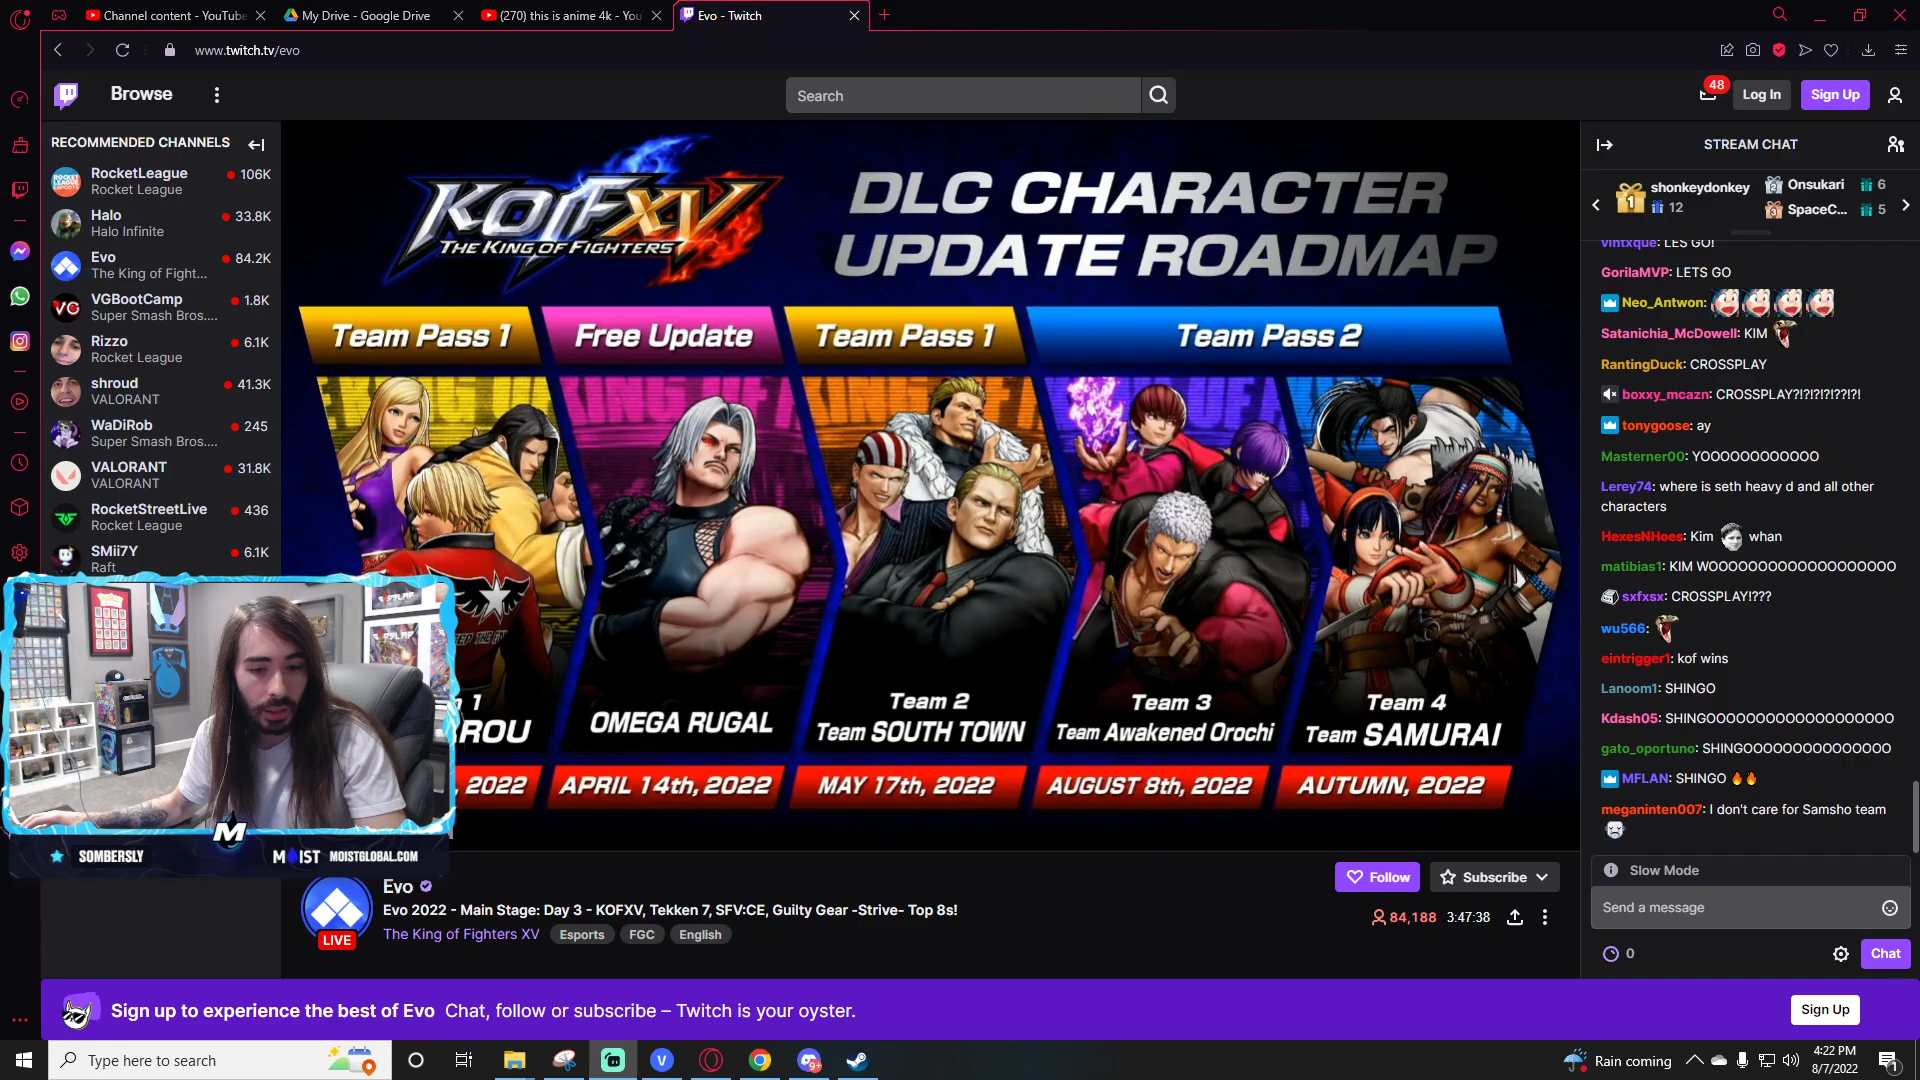 Channel content - YouTube
My Drive - Google Drive
(270) this is anime 4k - You
Evo - Twitch
www.twitch.tv/evo
Browse
Search
48
Log In
Sign Up
RECOMMENDED CHANNELS
RocketLeague
106K
Rocket League
Halo
33.8K
Halo Infinite
Evo
84.2K
The King of Fight...
VGBootCamp
1.8K
Super Smash Bros....
Rizzo
6.1K
Rocket League
shroud
41.3K
VALORANT
WaDiRob
245
Super Smash Bros....
VALORANT
31.8K
VALORANT
RocketStreetLive
436
Rocket League
SMii7Y
6.1K
Raft
KOFXV
THE KING OF FIGHTERS
DLC CHARACTER
UPDATE ROADMAP
Team Pass 1
Free Update
Team Pass 1
Team Pass 2
1
ROU
OMEGA RUGAL
Team 2
Team SOUTH TOWN
Team 3
Team Awakened Orochi
Team 4
Team SAMURAI
, 2022
APRIL 14th, 2022
MAY 17th, 2022
AUGUST 8th, 2022
AUTUMN, 2022
M
SOMBERSLY
MOIST
MOISTGLOBAL.COM
LIVE
Evo
Evo 2022 - Main Stage: Day 3 - KOFXV, Tekken 7, SFV:CE, Guilty Gear -Strive- Top 8s!
The King of Fighters XV
Esports
FGC
English
Follow
Subscribe
84,188
3:47:38
STREAM CHAT
1
shonkeydonkey
12
2
Onsukari
6
3
SpaceC...
5
vintxque: LES GO!
GorilaMVP: LETS GO
Neo_Antwon:
Satanichia_McDowell: KIM
RantingDuck: CROSSPLAY
boxxy_mcazn: CROSSPLAY?!?!?!?!??!?!
tonygoose: ay
Masterner00: YOOOOOOOOOOOO
Lerey74: where is seth heavy d and all other
characters
HexesNHoes: Kim whan
matibias1: KIM WOOOOOOOOOOOOOOOOOOO
sxfxsx: CROSSPLAY!???
wu566:
eintrigger1: kof wins
Lanoom1: SHINGO
Kdash05: SHINGOOOOOOOOOOOOOOOOOOO
gato_oportuno: SHINGOOOOOOOOOOOOOOO
MFLAN: SHINGO 🔥🔥
meganinten007: I don't care for Samsho team
Slow Mode
Send a message
0
Chat
Sign up to experience the best of Evo Chat, follow or subscribe – Twitch is your oyster.
Sign Up
Type here to search
V
9+
Rain coming
4:22 PM
8/7/2022
1